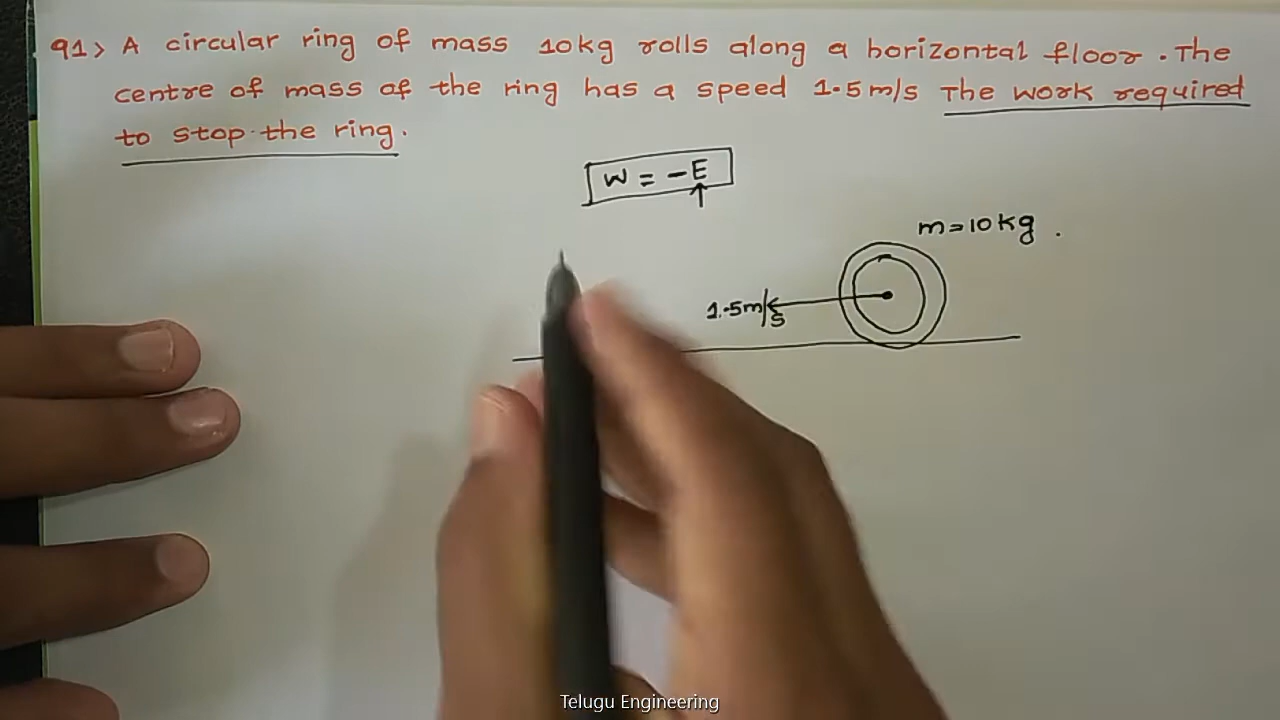 91> A circular ring of mass 10kg rolls along a horizontal floor. The
centre of mass of the ring has a speed 1.5m/s The work required
to stop the ring.
W = -E
m=10kg.
1.5m/s
Telugu Engineering